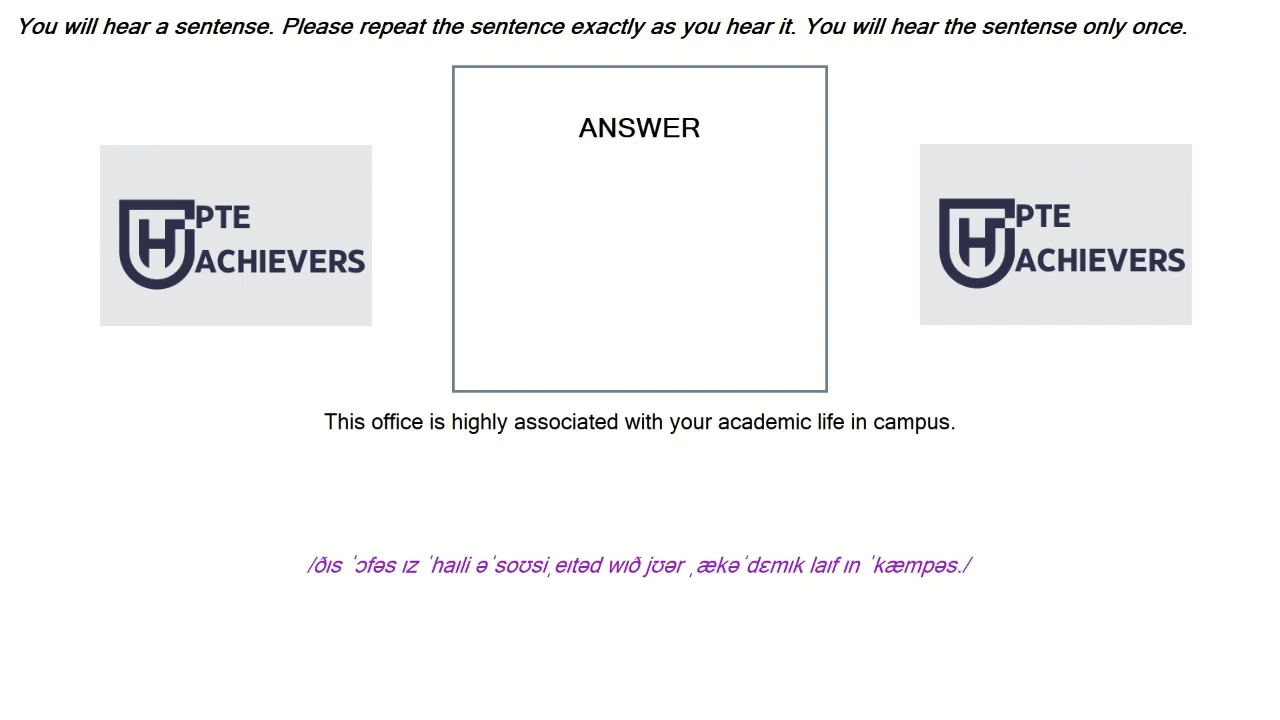 You will hear a sentense. Please repeat the sentence exactly as you hear it. You will hear the sentense only once.
ANSWER
PTE
ACHIEVERS
PTE
ACHIEVERS
This office is highly associated with your academic life in campus.
/ðɪs ˈɔfəs ɪz ˈhaɪli əˈsoʊsiˌeɪtəd wɪð jʊər ˌækəˈdɛmɪk laɪf ɪn ˈkæmpəs./